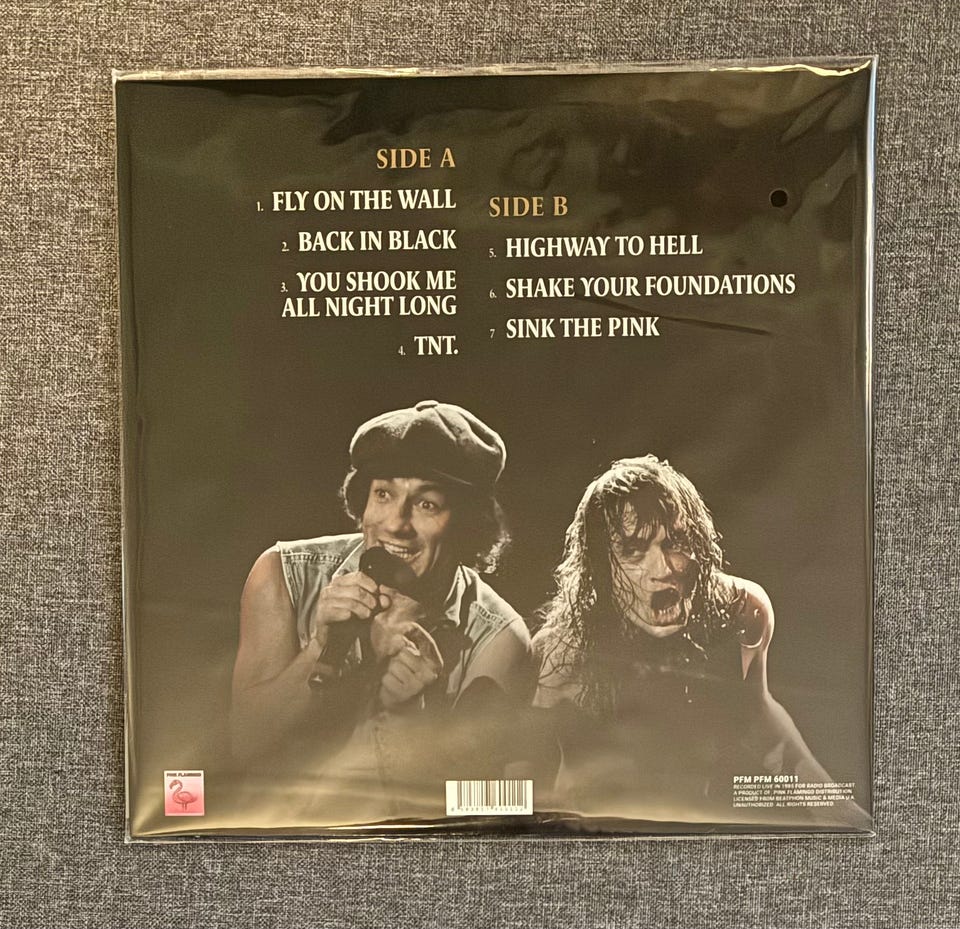 SIDE A
1. FLY ON THE WALL
2. BACK IN BLACK
3. YOU SHOOK ME
ALL NIGHT LONG
4. TNT.
SIDE B
5. HIGHWAY TO HELL
6. SHAKE YOUR FOUNDATIONS
7 SINK THE PINK
PINK FLAMINGO
PFM PFM 60011
RECORDED LIVE IN FOR RADIO BROADCAST
A PRODUCT OF: PINK FLAMINGO DISTRIBUTION.
LICENSED FROM BEATPHON MUSIC & MEDIA
UNAUTHORIZED. ALL RIGHTS RESERVED.